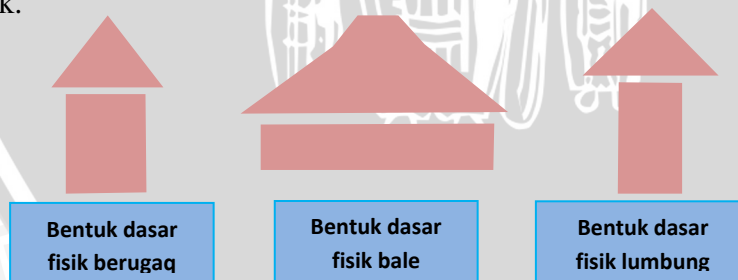 k.
Bentuk dasar
fisik berugaq
Bentuk dasar
fisik bale
Bentuk dasar
fisik lumbung